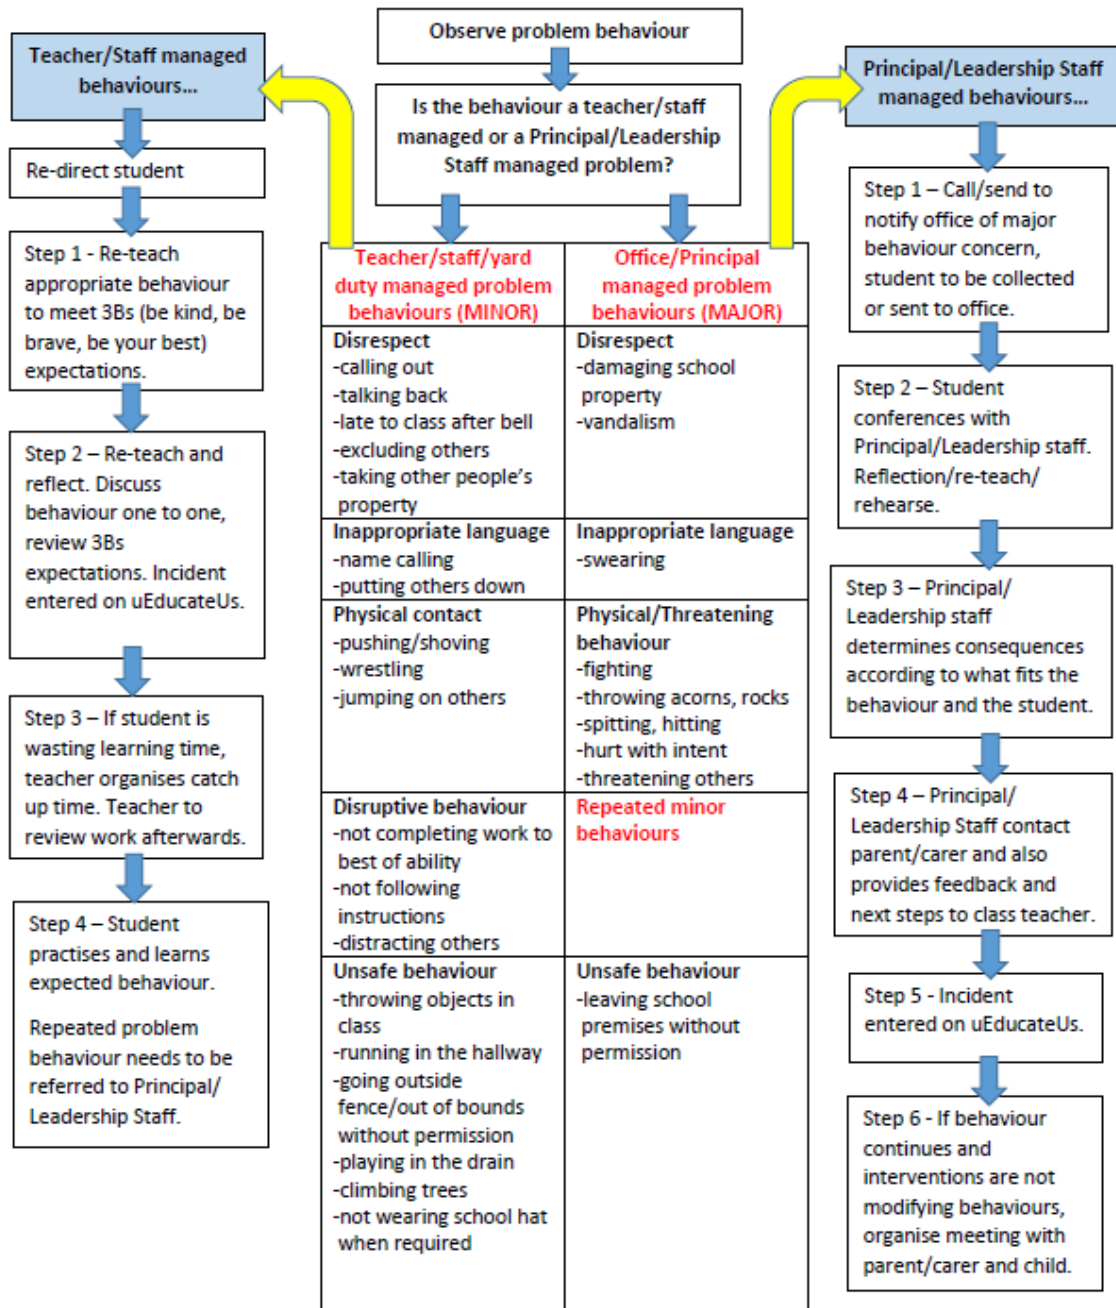 Observe problem behaviour
Is the behaviour a teacher/staff
managed or a Principal/Leadership
Staff managed problem?
Teacher/Staff managed
behaviours...
Re-direct student
Step 1 - Re-teach
appropriate behaviour
to meet 3Bs (be kind, be
brave, be your best)
expectations.
Step 2 – Re-teach and
reflect. Discuss
behaviour one to one,
review 3Bs
expectations. Incident
entered on uEducateUs.
Step 3 – If student is
wasting learning time,
teacher organises catch
up time. Teacher to
review work afterwards.
Step 4 – Student
practises and learns
expected behaviour.
Repeated problem
behaviour needs to be
referred to Principal/
Leadership Staff.
Teacher/staff/yard
duty managed problem
behaviours (MINOR)
Disrespect
-calling out
-talking back
-late to class after bell
-excluding others
-taking other people's
property
Inappropriate language
-name calling
-putting others down
Physical contact
-pushing/shoving
-wrestling
-jumping on others
Disruptive behaviour
-not completing work to
best of ability
-not following
instructions
-distracting others
Unsafe behaviour
-throwing objects in
class
-running in the hallway
-going outside
fence/out of bounds
without permission
-playing in the drain
-climbing trees
-not wearing school hat
when required
Office/Principal
managed problem
behaviours (MAJOR)
Disrespect
-damaging school
property
-vandalism
Inappropriate language
-swearing
Physical/Threatening
behaviour
-fighting
-throwing acorns, rocks
-spitting, hitting
-hurt with intent
-threatening others
Repeated minor
behaviours
Unsafe behaviour
-leaving school
premises without
permission
Principal/Leadership Staff
managed behaviours...
Step 1 – Call/send to
notify office of major
behaviour concern,
student to be collected
or sent to office.
Step 2 – Student
conferences with
Principal/Leadership staff.
Reflection/re-teach/
rehearse.
Step 3 – Principal/
Leadership staff
determines consequences
according to what fits the
behaviour and the student.
Step 4 – Principal/
Leadership Staff contact
parent/carer and also
provides feedback and
next steps to class teacher.
Step 5 - Incident
entered on uEducateUs.
Step 6 - If behaviour
continues and
interventions are not
modifying behaviours,
organise meeting with
parent/carer and child.